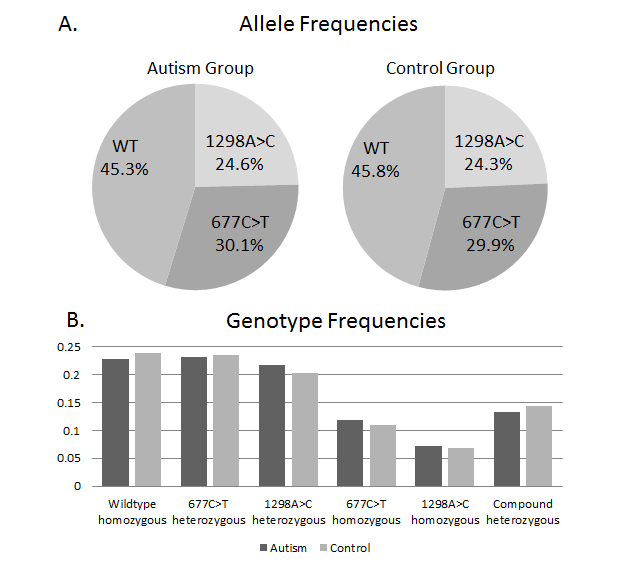 A.
Allele Frequencies
Autism Group
Control Group
WT
45.3%
1298A>C
24.6%
677C>T
30.1%
WT
45.8%
1298A>C
24.3%
677C>T
29.9%
B.
Genotype Frequencies
0.25
0.2
0.15
0.1
0.05
0
Wildtype
homozygous
677C>T
heterozygous
1298A>C
heterozygous
677C>T
homozygous
1298A>C
homozygous
Compound
heterozygous
Autism
Control